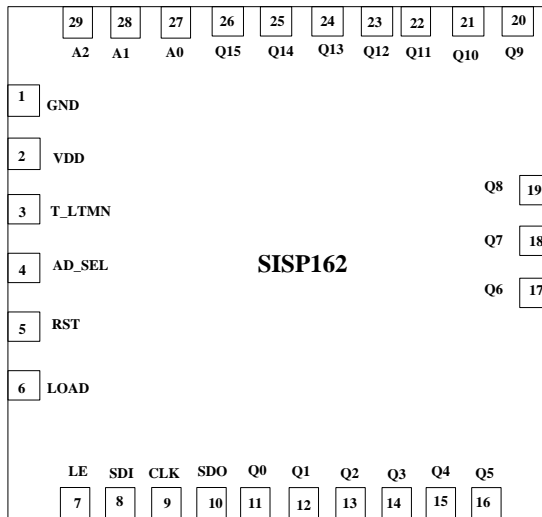 29 28 27 26 25 24 23 22 21 20
A2 A1 A0 Q15 Q14 Q13 Q12 Q11 Q10 Q9
1 GND
2 VDD
Q8 19
3 T_LTMN
Q7 18
4 AD_SEL SISP162
Q6 17
5 RST
6 LOAD
LE SDI CLK SDO Q0 Q1 Q2 Q3 Q4 Q5
7 8 9 10 11 12 13 14 15 16